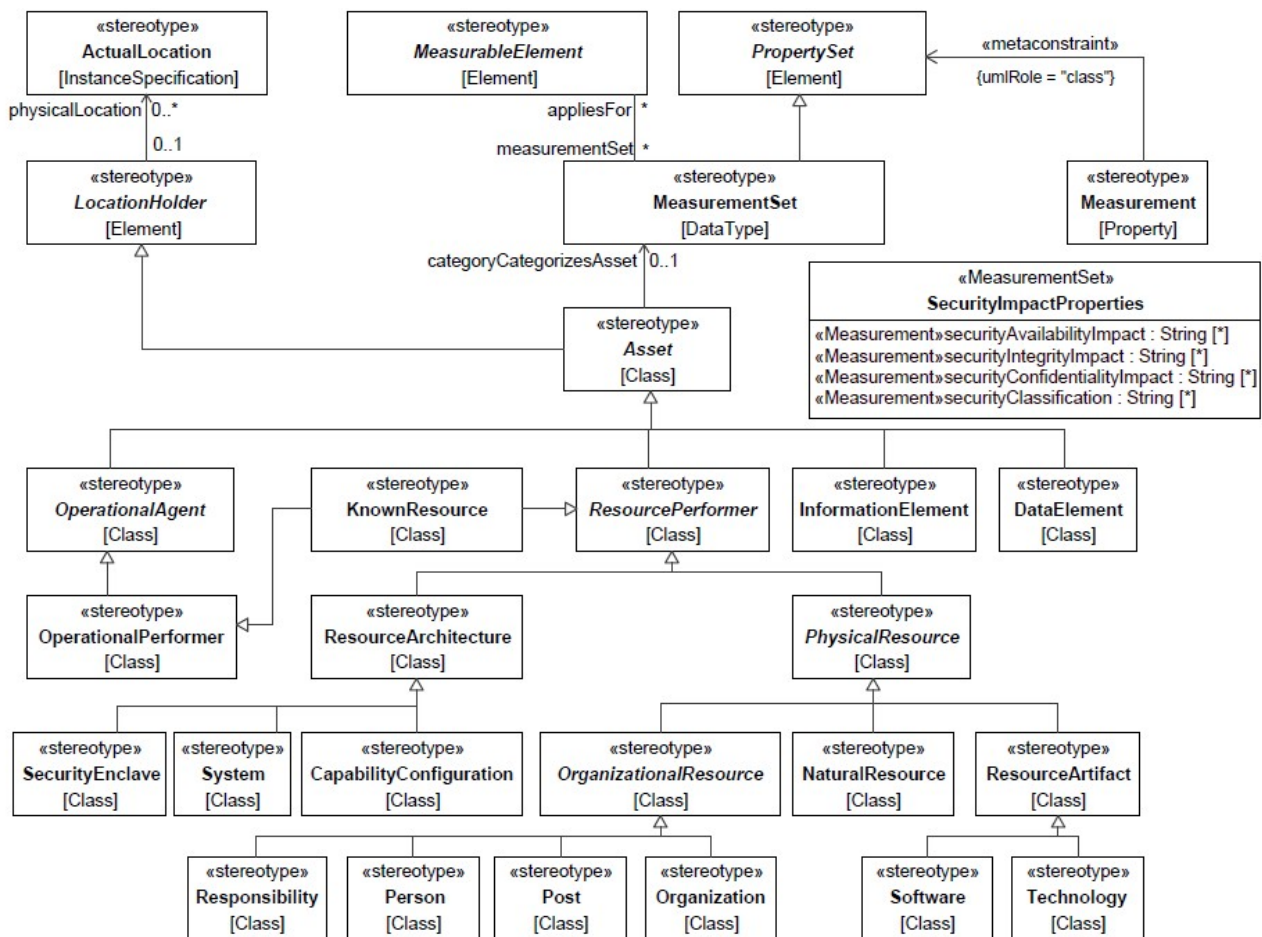 «stereotype»
ActualLocation
[InstanceSpecification]
«stereotype»
MeasurableElement
[Element]
«stereotype»
PropertySet
[Element]
«metaconstraint»
{umlRole = "class"}
physicalLocation 0..*
0..1
appliesFor *
measurementSet *
«stereotype»
LocationHolder
[Element]
«stereotype»
MeasurementSet
[DataType]
«stereotype»
Measurement
[Property]
categoryCategorizesAsset 0..1
«MeasurementSet»
SecurityImpactProperties
«Measurement»securityAvailabilityImpact : String [*]
«Measurement»securityIntegrityImpact : String [*]
«Measurement»securityConfidentialityImpact : String [*]
«Measurement»securityClassification : String [*]
«stereotype»
Asset
[Class]
«stereotype»
OperationalAgent
[Class]
«stereotype»
KnownResource
[Class]
«stereotype»
ResourcePerformer
[Class]
«stereotype»
InformationElement
[Class]
«stereotype»
DataElement
[Class]
«stereotype»
OperationalPerformer
[Class]
«stereotype»
ResourceArchitecture
[Class]
«stereotype»
PhysicalResource
[Class]
«stereotype»
SecurityEnclave
[Class]
«stereotype»
System
[Class]
«stereotype»
CapabilityConfiguration
[Class]
«stereotype»
OrganizationalResource
[Class]
«stereotype»
NaturalResource
[Class]
«stereotype»
ResourceArtifact
[Class]
«stereotype»
Responsibility
[Class]
«stereotype»
Person
[Class]
«stereotype»
Post
[Class]
«stereotype»
Organization
[Class]
«stereotype»
Software
[Class]
«stereotype»
Technology
[Class]